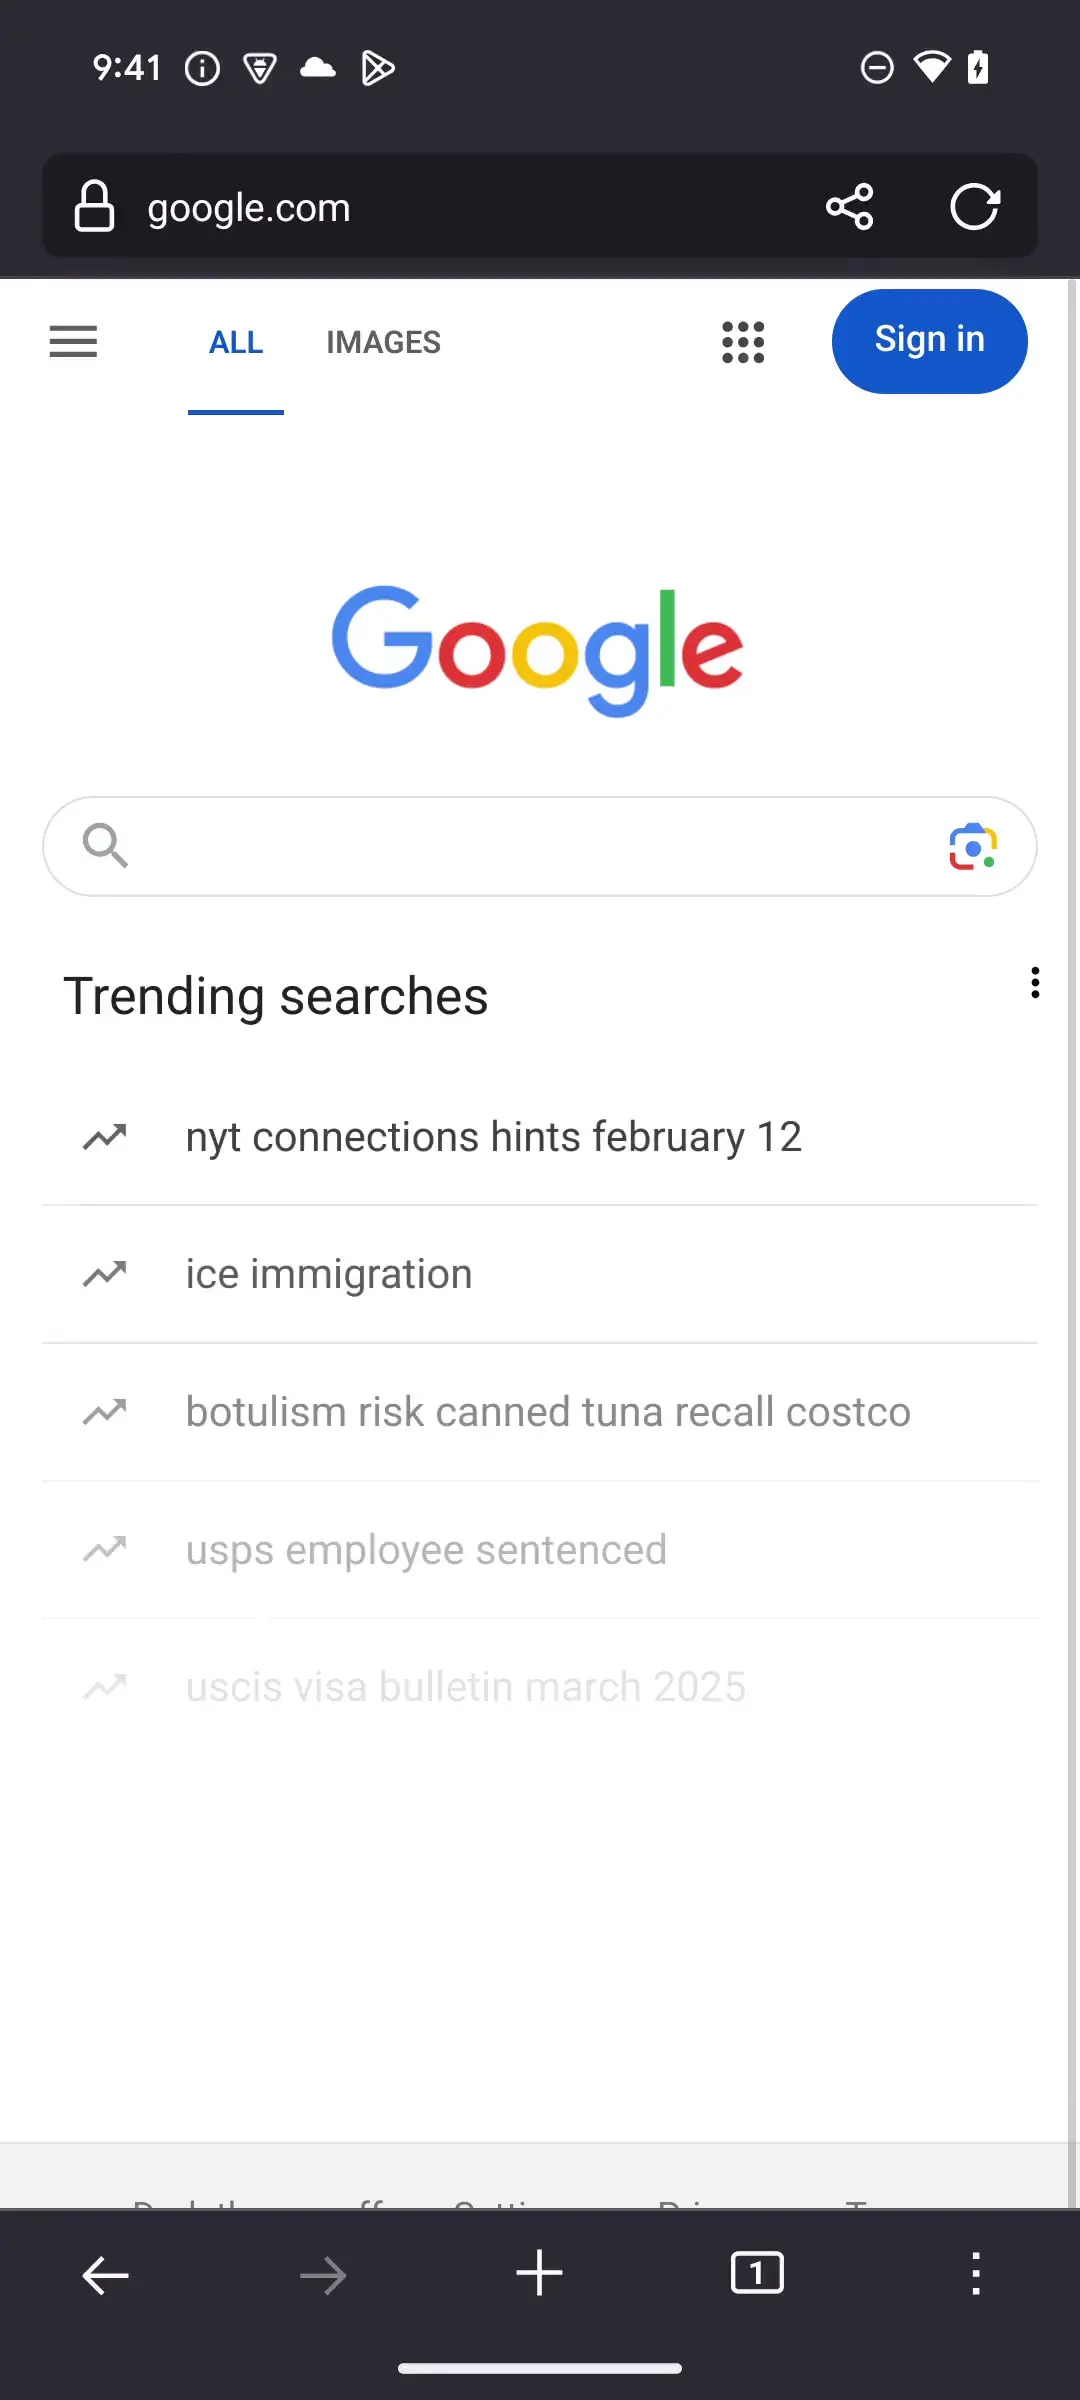 9:41
google.com
ALL IMAGES Sign in
Google
Trending searches
nyt connections hints february 12
ice immigration
botulism risk canned tuna recall costco
usps employee sentenced
uscis visa bulletin march 2025
1